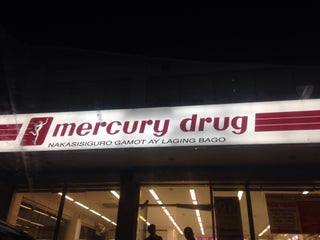 mercury drug
NAKASISIGURO GAMOT AY LAGING BAGO